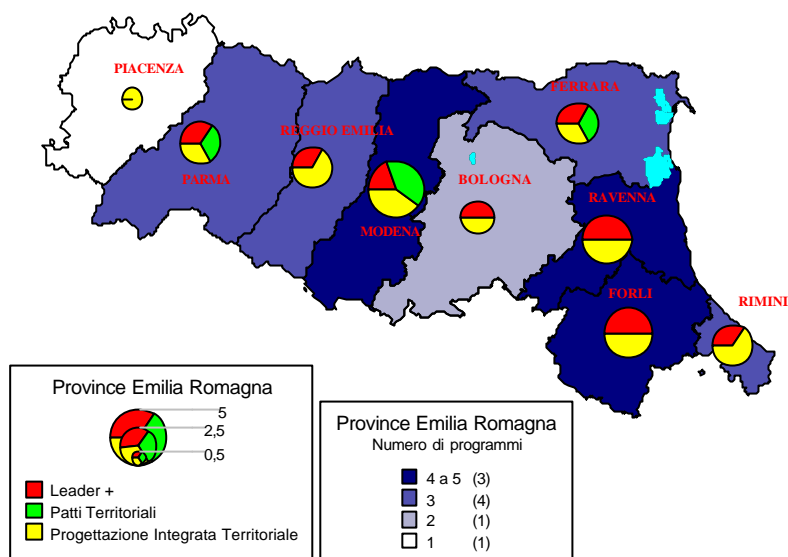 PIACENZA
FERRARA
REGGIO EMILIA
PARMA
BOLOGNA
RAVENNA
MODENA
FORLI
RIMINI
Province Emilia Romagna
5
2,5
0,5
Leader +
Patti Territoriali
Progettazione Integrata Territoriale
Province Emilia Romagna
Numero di programmi
4 a 5 (3)
3 (4)
2 (1)
1 (1)